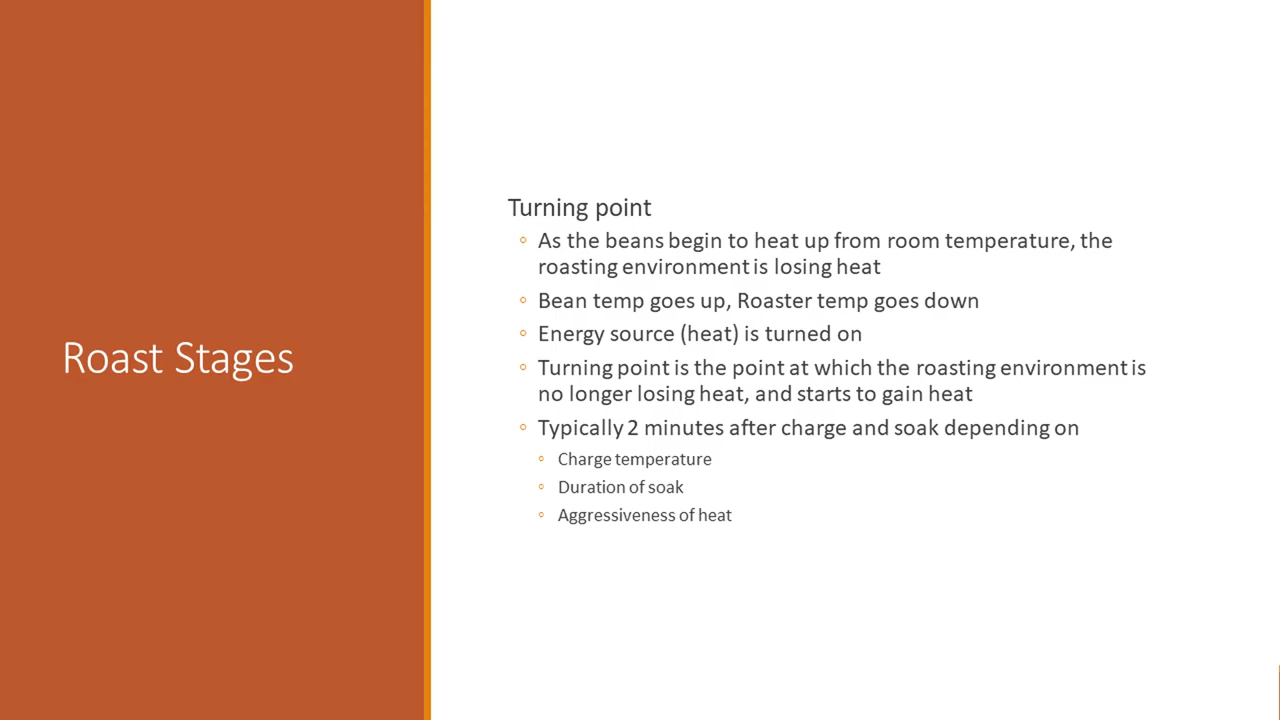 Roast Stages
Turning point
◦ As the beans begin to heat up from room temperature, the
roasting environment is losing heat
◦ Bean temp goes up, Roaster temp goes down
◦ Energy source (heat) is turned on
◦ Turning point is the point at which the roasting environment is
no longer losing heat, and starts to gain heat
◦ Typically 2 minutes after charge and soak depending on
◦ Charge temperature
◦ Duration of soak
◦ Aggressiveness of heat